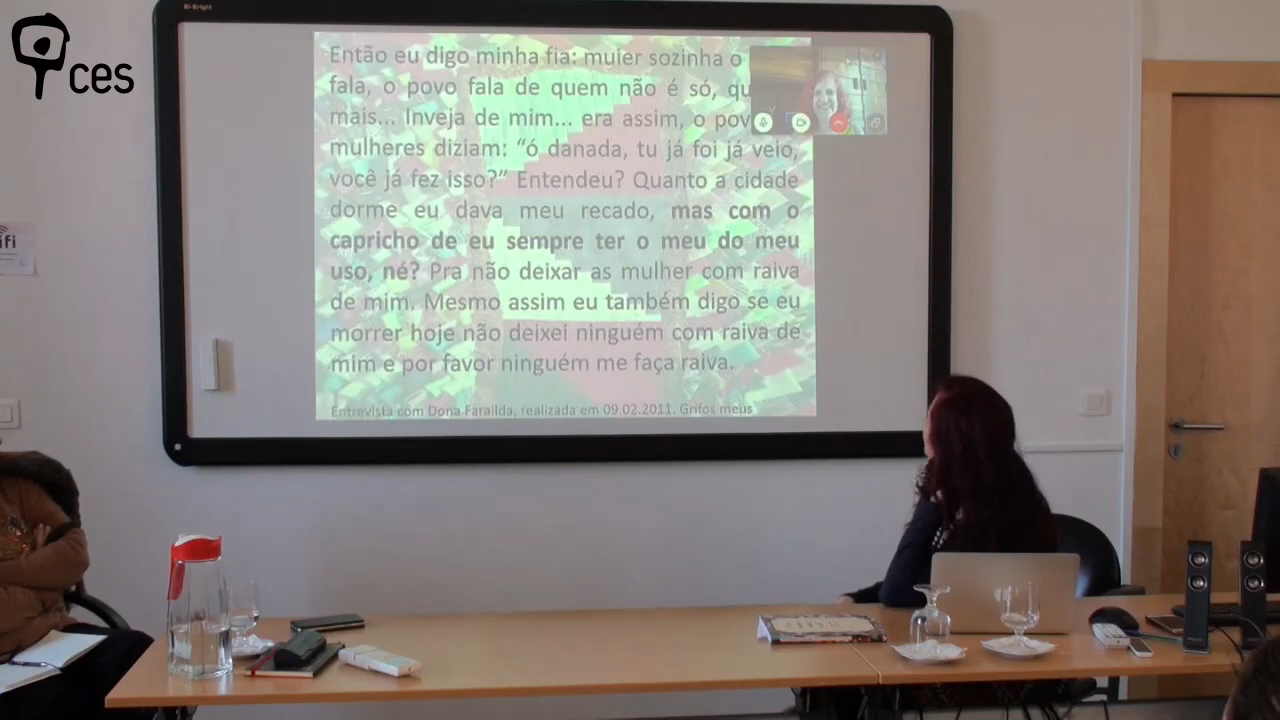 Bi-Bright
ces
ifi
Então eu digo minha fia: muier sozinha o
fala, o povo fala de quem não é só, qu
mais... Inveja de mim... era assim, o pov
mulheres diziam: “ó danada, tu já foi já veio,
você já fez isso?” Entendeu? Quanto a cidade
dorme eu dava meu recado, mas com o
capricho de eu sempre ter o meu do meu
uso, né? Pra não deixar as mulher com raiva
de mim. Mesmo assim eu também digo se eu
morrer hoje não deixei ninguém com raiva de
mim e por favor ninguém me faça raiva.
Entrevista com Dona Farailda, realizada em 09.02.2011. Grifos meus